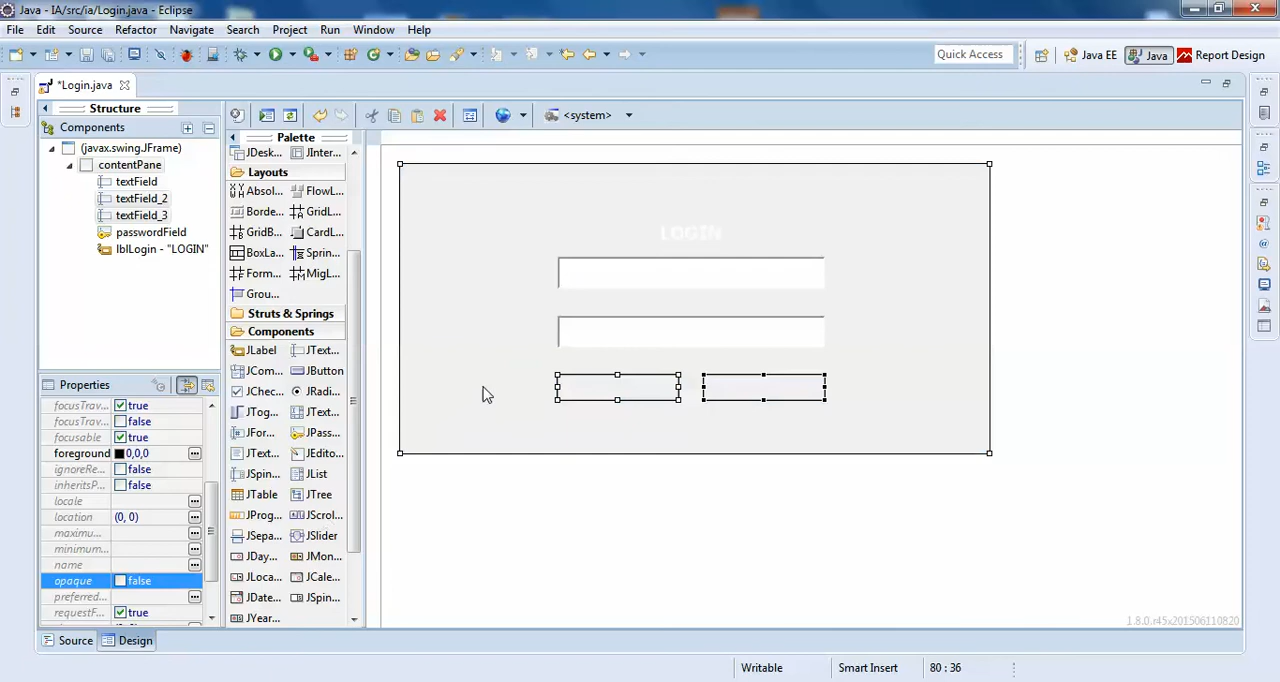 Java - IA/src/ia/Login.java - Eclipse
File Edit Source Refactor Navigate Search Project Run Window Help
Quick Access
Java EE
Java
Report Design
*Login.java
Structure
Components
(javax.swing.JFrame)
contentPane
textField
textField_2
textField_3
passwordField
lblLogin - "LOGIN"
Properties
focusTrav... true
focusTrav... false
focusable true
foreground 0,0,0
ignoreRe... false
inheritsP... false
locale
location (0, 0)
maximu...
minimum...
name
opaque false
preferred...
requestF... true
Source Design
Palette
JDesk... JInter...
Layouts
Absol... FlowL...
Borde... GridL...
GridB... CardL...
BoxLa... Sprin...
Form... MigL...
Grou...
Struts & Springs
Components
JLabel JText...
JCom... JButton
JChec... JRadi...
JTog... JText...
JFor... JPass...
JText... JEdito...
JSpin... JList
JTable JTree
JProg... JScrol...
JSepa... JSlider
JDay... JMon...
JLoca... JCale...
JDate... JSpin...
JYear...
<system>
LOGIN
1.8.0.r45x201506110820
Writable Smart Insert 80 : 36